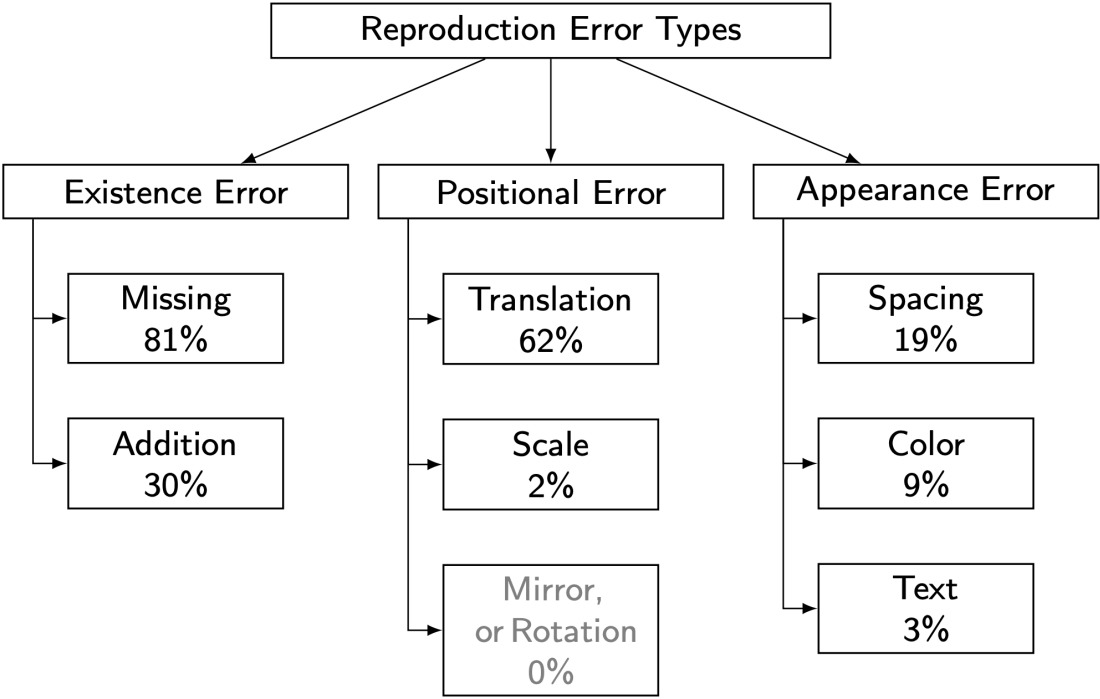 Reproduction Error Types
Existence Error
Missing
81%
Addition
30%
Positional Error
Translation
62%
Scale
2%
Mirror,
or Rotation
0%
Appearance Error
Spacing
19%
Color
9%
Text
3%